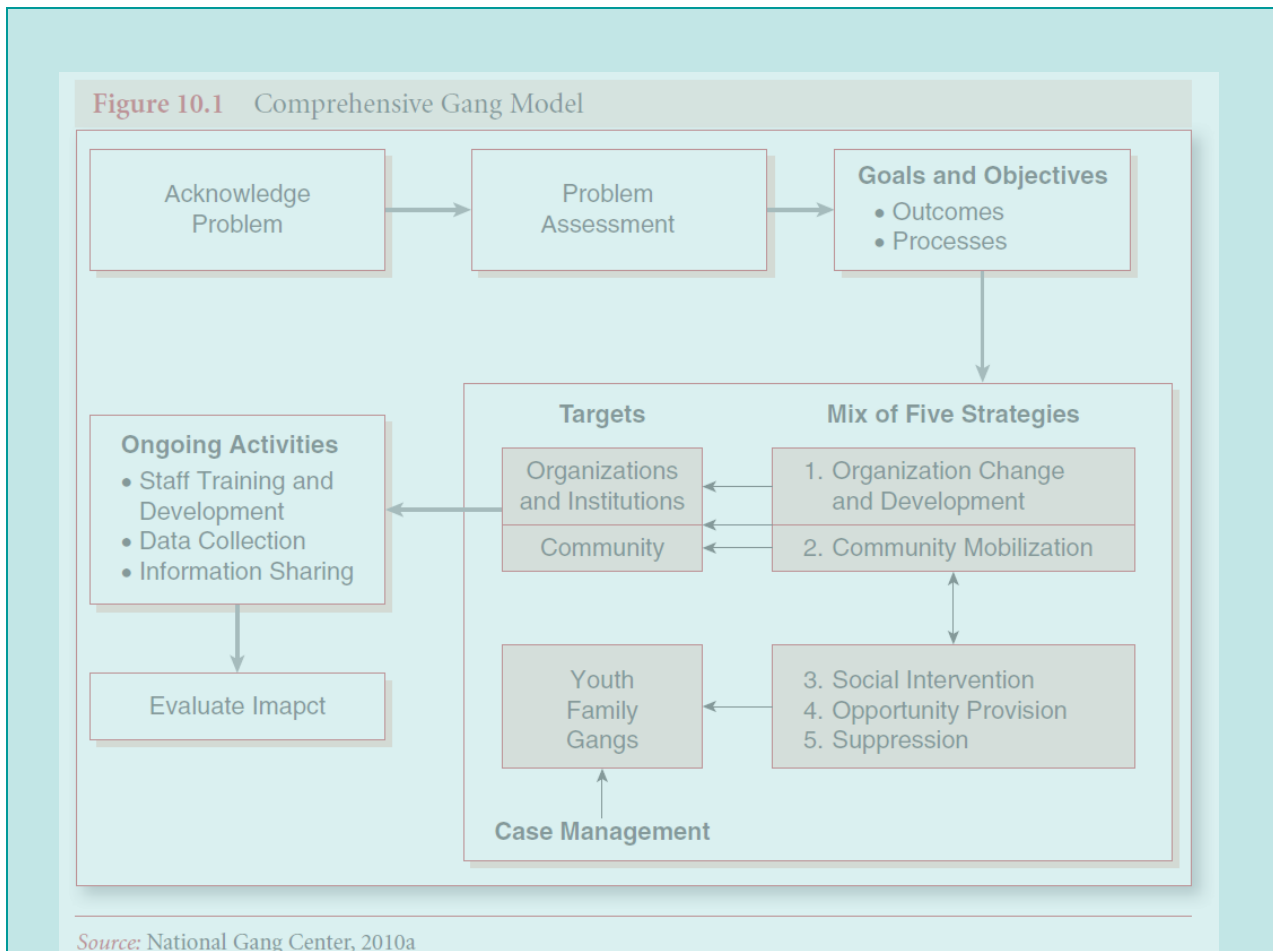 Figure 10.1 Comprehensive Gang Model
Acknowledge
Problem
Problem
Assessment
Goals and Objectives
• Outcomes
• Processes
Targets
Mix of Five Strategies
Organizations
and Institutions
1. Organization Change
and Development
Community
2. Community Mobilization
Youth
Family
Gangs
3. Social Intervention
4. Opportunity Provision
5. Suppression
Case Management
Ongoing Activities
• Staff Training and
Development
• Data Collection
• Information Sharing
Evaluate Imapct
Source: National Gang Center, 2010a